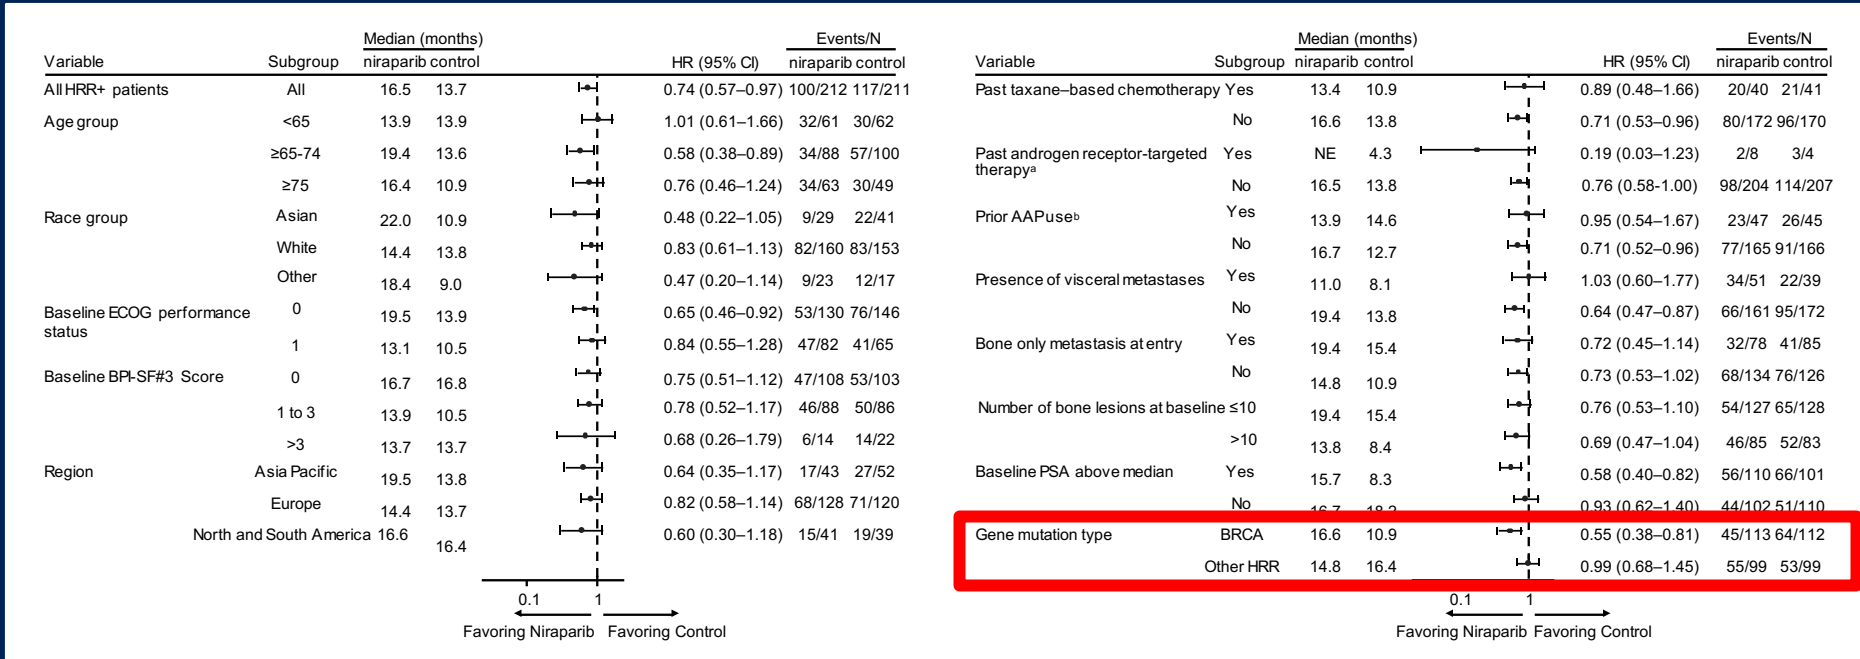 Median (months) Events/N
Variable Subgroup niraparib control HR (95% CI) niraparib control
All HRR+ patients All 16.5 13.7 0.74 (0.57–0.97) 100/212 117/211
Age group <65 13.9 13.9 1.01 (0.61–1.66) 32/61 30/62
≥65-74 19.4 13.6 0.58 (0.38–0.89) 34/88 57/100
≥75 16.4 10.9 0.76 (0.46–1.24) 34/63 30/49
Race group Asian 22.0 10.9 0.48 (0.22–1.05) 9/29 22/41
White 14.4 13.8 0.83 (0.61–1.13) 82/160 83/153
Other 18.4 9.0 0.47 (0.20–1.14) 9/23 12/17
Baseline ECOG performance status 0 19.5 13.9 0.65 (0.46–0.92) 53/130 76/146
1 13.1 10.5 0.84 (0.55–1.28) 47/82 41/65
Baseline BPI-SF#3 Score 0 16.7 16.8 0.75 (0.51–1.12) 47/108 53/103
1 to 3 13.9 10.5 0.78 (0.52–1.17) 46/88 50/86
>3 13.7 13.7 0.68 (0.26–1.79) 6/14 14/22
Region Asia Pacific 19.5 13.8 0.64 (0.35–1.17) 17/43 27/52
Europe 14.4 13.7 0.82 (0.58–1.14) 68/128 71/120
North and South America 16.6 16.4 0.60 (0.30–1.18) 15/41 19/39
0.1 1
Favoring Niraparib Favoring Control
Median (months) Events/N
Variable Subgroup niraparib control HR (95% CI) niraparib control
Past taxane–based chemotherapy Yes 13.4 10.9 0.89 (0.48–1.66) 20/40 21/41
No 16.6 13.8 0.71 (0.53–0.96) 80/172 96/170
Past androgen receptor-targeted therapyᵃ Yes NE 4.3 0.19 (0.03–1.23) 2/8 3/4
No 16.5 13.8 0.76 (0.58-1.00) 98/204 114/207
Prior AAP useᵇ Yes 13.9 14.6 0.95 (0.54–1.67) 23/47 26/45
No 16.7 12.7 0.71 (0.52–0.96) 77/165 91/166
Presence of visceral metastases Yes 11.0 8.1 1.03 (0.60–1.77) 34/51 22/39
No 19.4 13.8 0.64 (0.47–0.87) 66/161 95/172
Bone only metastasis at entry Yes 19.4 15.4 0.72 (0.45–1.14) 32/78 41/85
No 14.8 10.9 0.73 (0.53–1.02) 68/134 76/126
Number of bone lesions at baseline ≤10 19.4 15.4 0.76 (0.53–1.10) 54/127 65/128
>10 13.8 8.4 0.69 (0.47–1.04) 46/85 52/83
Baseline PSA above median Yes 15.7 8.3 0.58 (0.40–0.82) 56/110 66/101
No 16.7 18.2 0.93 (0.62–1.40) 44/102 51/110
Gene mutation type BRCA 16.6 10.9 0.55 (0.38–0.81) 45/113 64/112
Other HRR 14.8 16.4 0.99 (0.68–1.45) 55/99 53/99
0.1 1
Favoring Niraparib Favoring Control